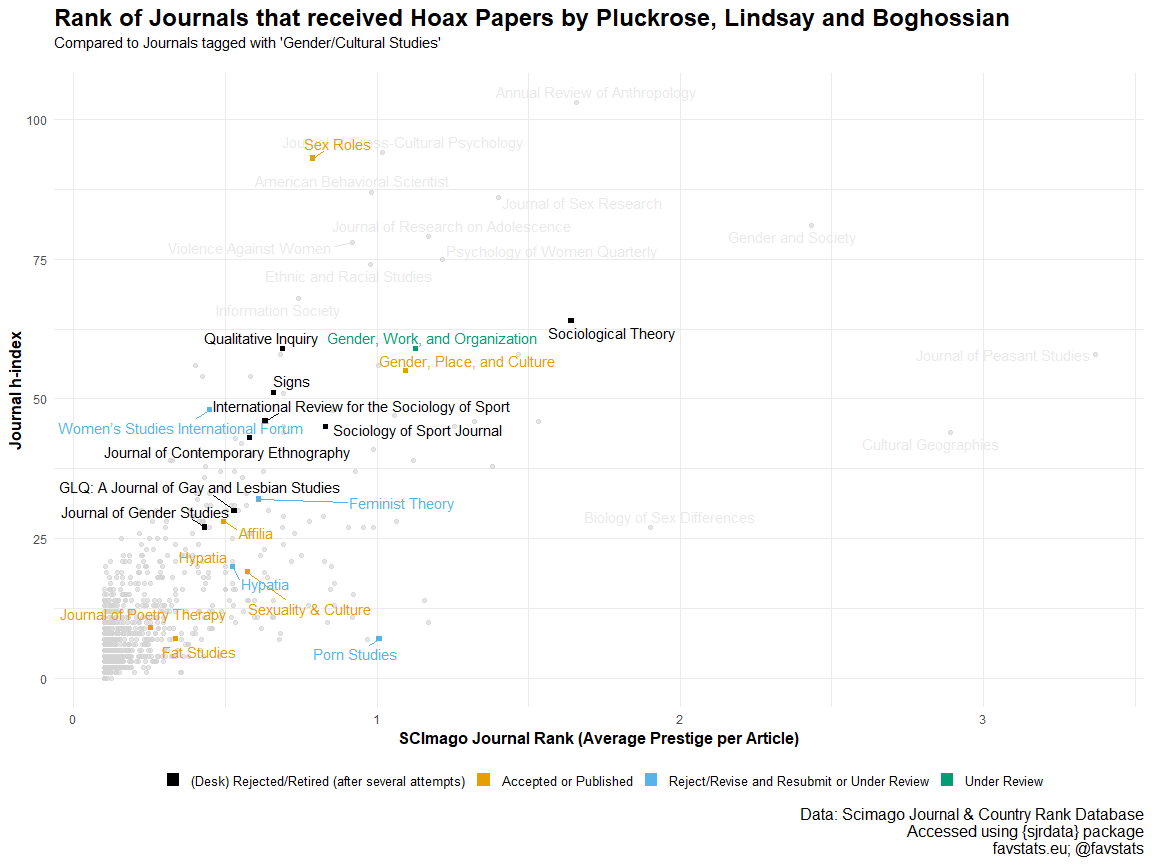 Rank of Journals that received Hoax Papers by Pluckrose, Lindsay and Boghossian
Compared to Journals tagged with 'Gender/Cultural Studies'
Annual Review of Anthropology
100
Journal of Cross-Cultural Psychology
Sex Roles
American Behavioral Scientist
Journal of Sex Research
Journal of Research on Adolescence
Gender and Society
Violence Against Women
Psychology of Women Quarterly
75
Ethnic and Racial Studies
Information Society
Qualitative Inquiry
Gender, Work, and Organization
Sociological Theory
Journal of Peasant Studies
Gender, Place, and Culture
Signs
50
International Review for the Sociology of Sport
Women's Studies International Forum
Sociology of Sport Journal
Cultural Geographies
Journal of Contemporary Ethnography
GLQ: A Journal of Gay and Lesbian Studies
Feminist Theory
Journal of Gender Studies
Biology of Sex Differences
Affilia
25
Hypatia
Hypatia
Sexuality & Culture
Journal of Poetry Therapy
Fat Studies
Porn Studies
0
Journal h-index
0
1
2
3
SCImago Journal Rank (Average Prestige per Article)
(Desk) Rejected/Retired (after several attempts)
Accepted or Published
Reject/Revise and Resubmit or Under Review
Under Review
Data: Scimago Journal & Country Rank Database
Accessed using {sjrdata} package
favstats.eu; @favstats